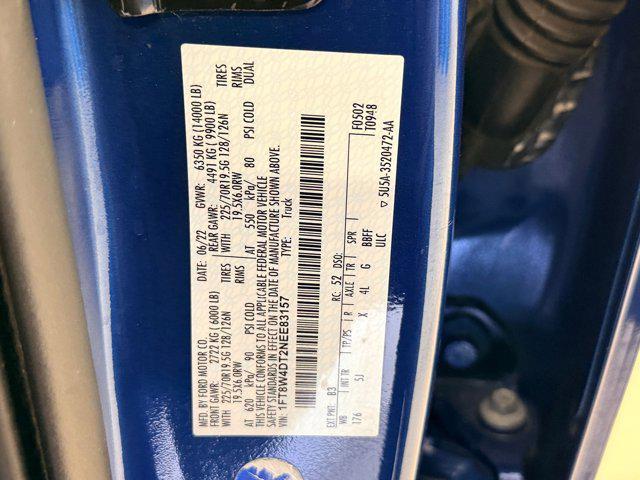 MFD. BY FORD MOTOR CO.
DATE: 06/22 GVWR: 6350 KG (14000 LB)
FRONT GAWR: 2722 KG ( 6000 LB) REAR GAWR: 4491 KG ( 9900 LB)
225/70R19.5G 128/126N TIRES WITH 225/70R19.5G 128/126N TIRES
WITH 19.5X6.0RW RIMS 19.5X6.0RW RIMS
AT 620 kPa/ 90 PSI COLD AT 550 kPa/ 80 PSI COLD DUAL
THIS VEHICLE CONFORMS TO ALL APPLICABLE FEDERAL MOTOR VEHICLE
SAFETY STANDARDS IN EFFECT ON THE DATE OF MANUFACTURE SHOWN ABOVE.
VIN: 1FT8W4DT2NEE83157 TYPE: Truck
EXT PNT: B3 RC: 52 DSO: F0502
WB INT TR TP/PS R AXLE TR SPR T0948
176 5J X 4L G BBFF
ULC
▽ 5U5A-3520472-AA